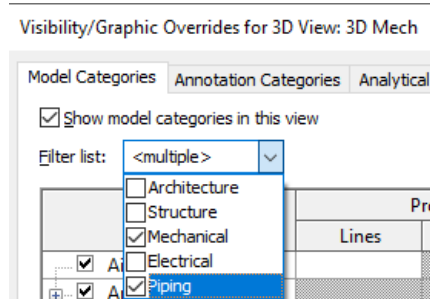 Visibility/Graphic Overrides for 3D View: 3D Mech
Model Categories Annotation Categories Analytical
Show model categories in this view
Filter list: <multiple>
Architecture
Structure
Mechanical
Lines
Electrical
Piping